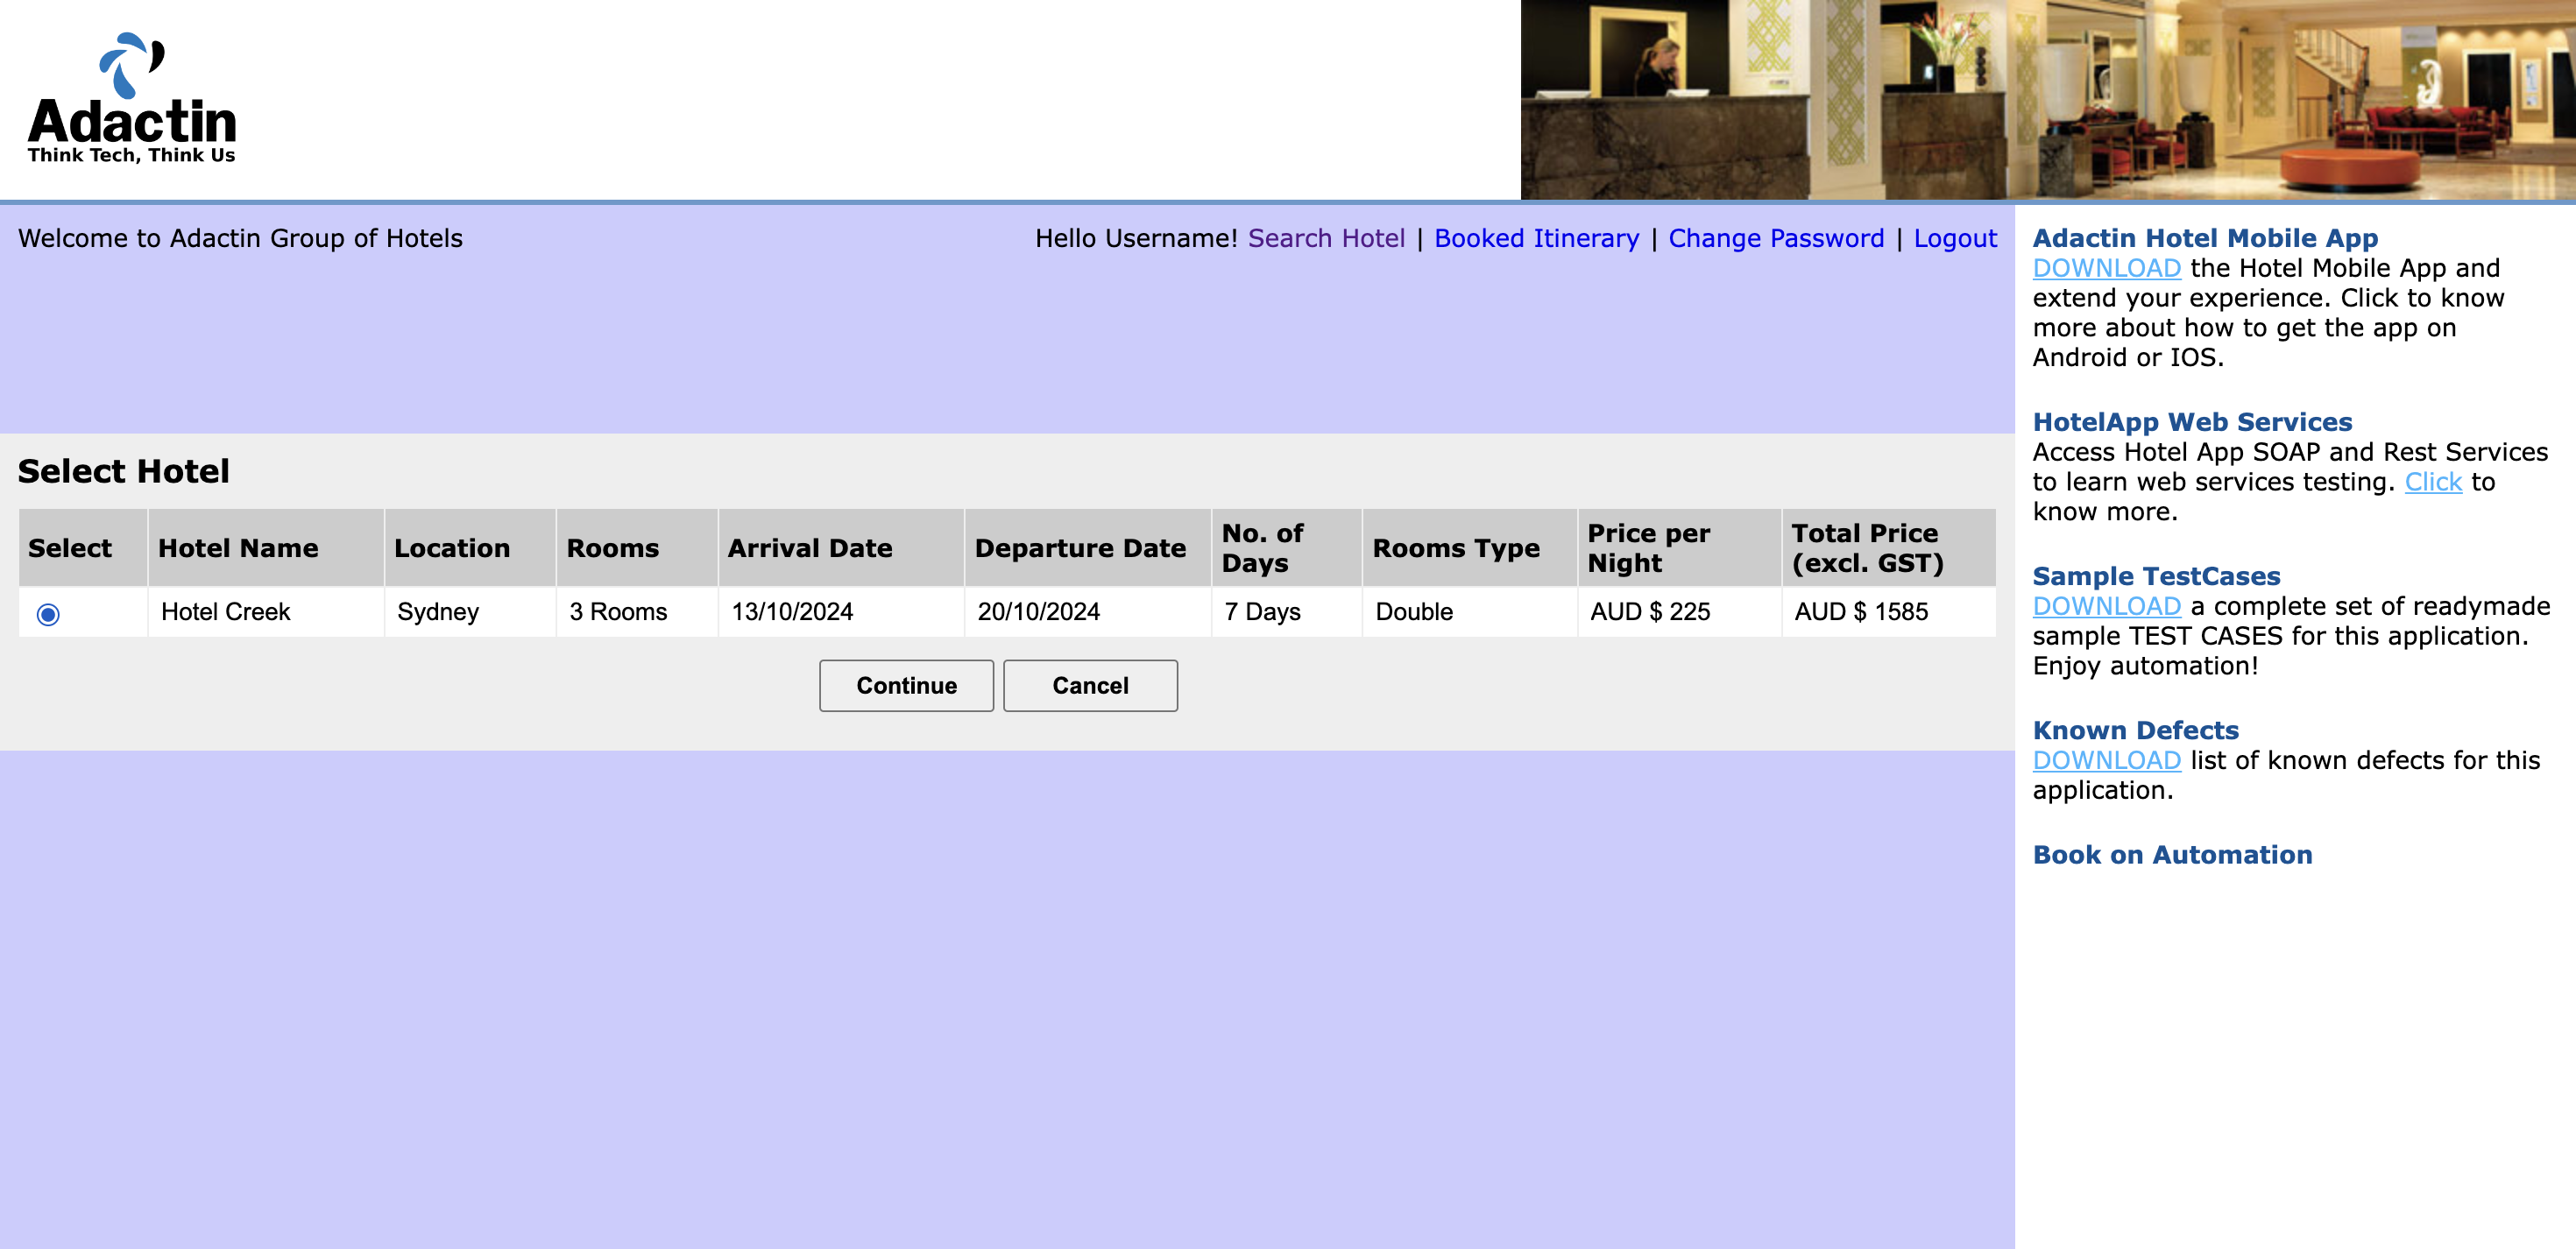 Adactin
Think Tech, Think Us
Welcome to Adactin Group of Hotels
Hello Username! Search Hotel | Booked Itinerary | Change Password | Logout
Select Hotel
Select Hotel Name Location Rooms Arrival Date Departure Date No. of Days Rooms Type Price per Night Total Price (excl. GST)
Hotel Creek Sydney 3 Rooms 13/10/2024 20/10/2024 7 Days Double AUD $ 225 AUD $ 1585
Continue Cancel
Adactin Hotel Mobile App
DOWNLOAD the Hotel Mobile App and
extend your experience. Click to know
more about how to get the app on
Android or IOS.
HotelApp Web Services
Access Hotel App SOAP and Rest Services
to learn web services testing. Click to
know more.
Sample TestCases
DOWNLOAD a complete set of readymade
sample TEST CASES for this application.
Enjoy automation!
Known Defects
DOWNLOAD list of known defects for this
application.
Book on Automation